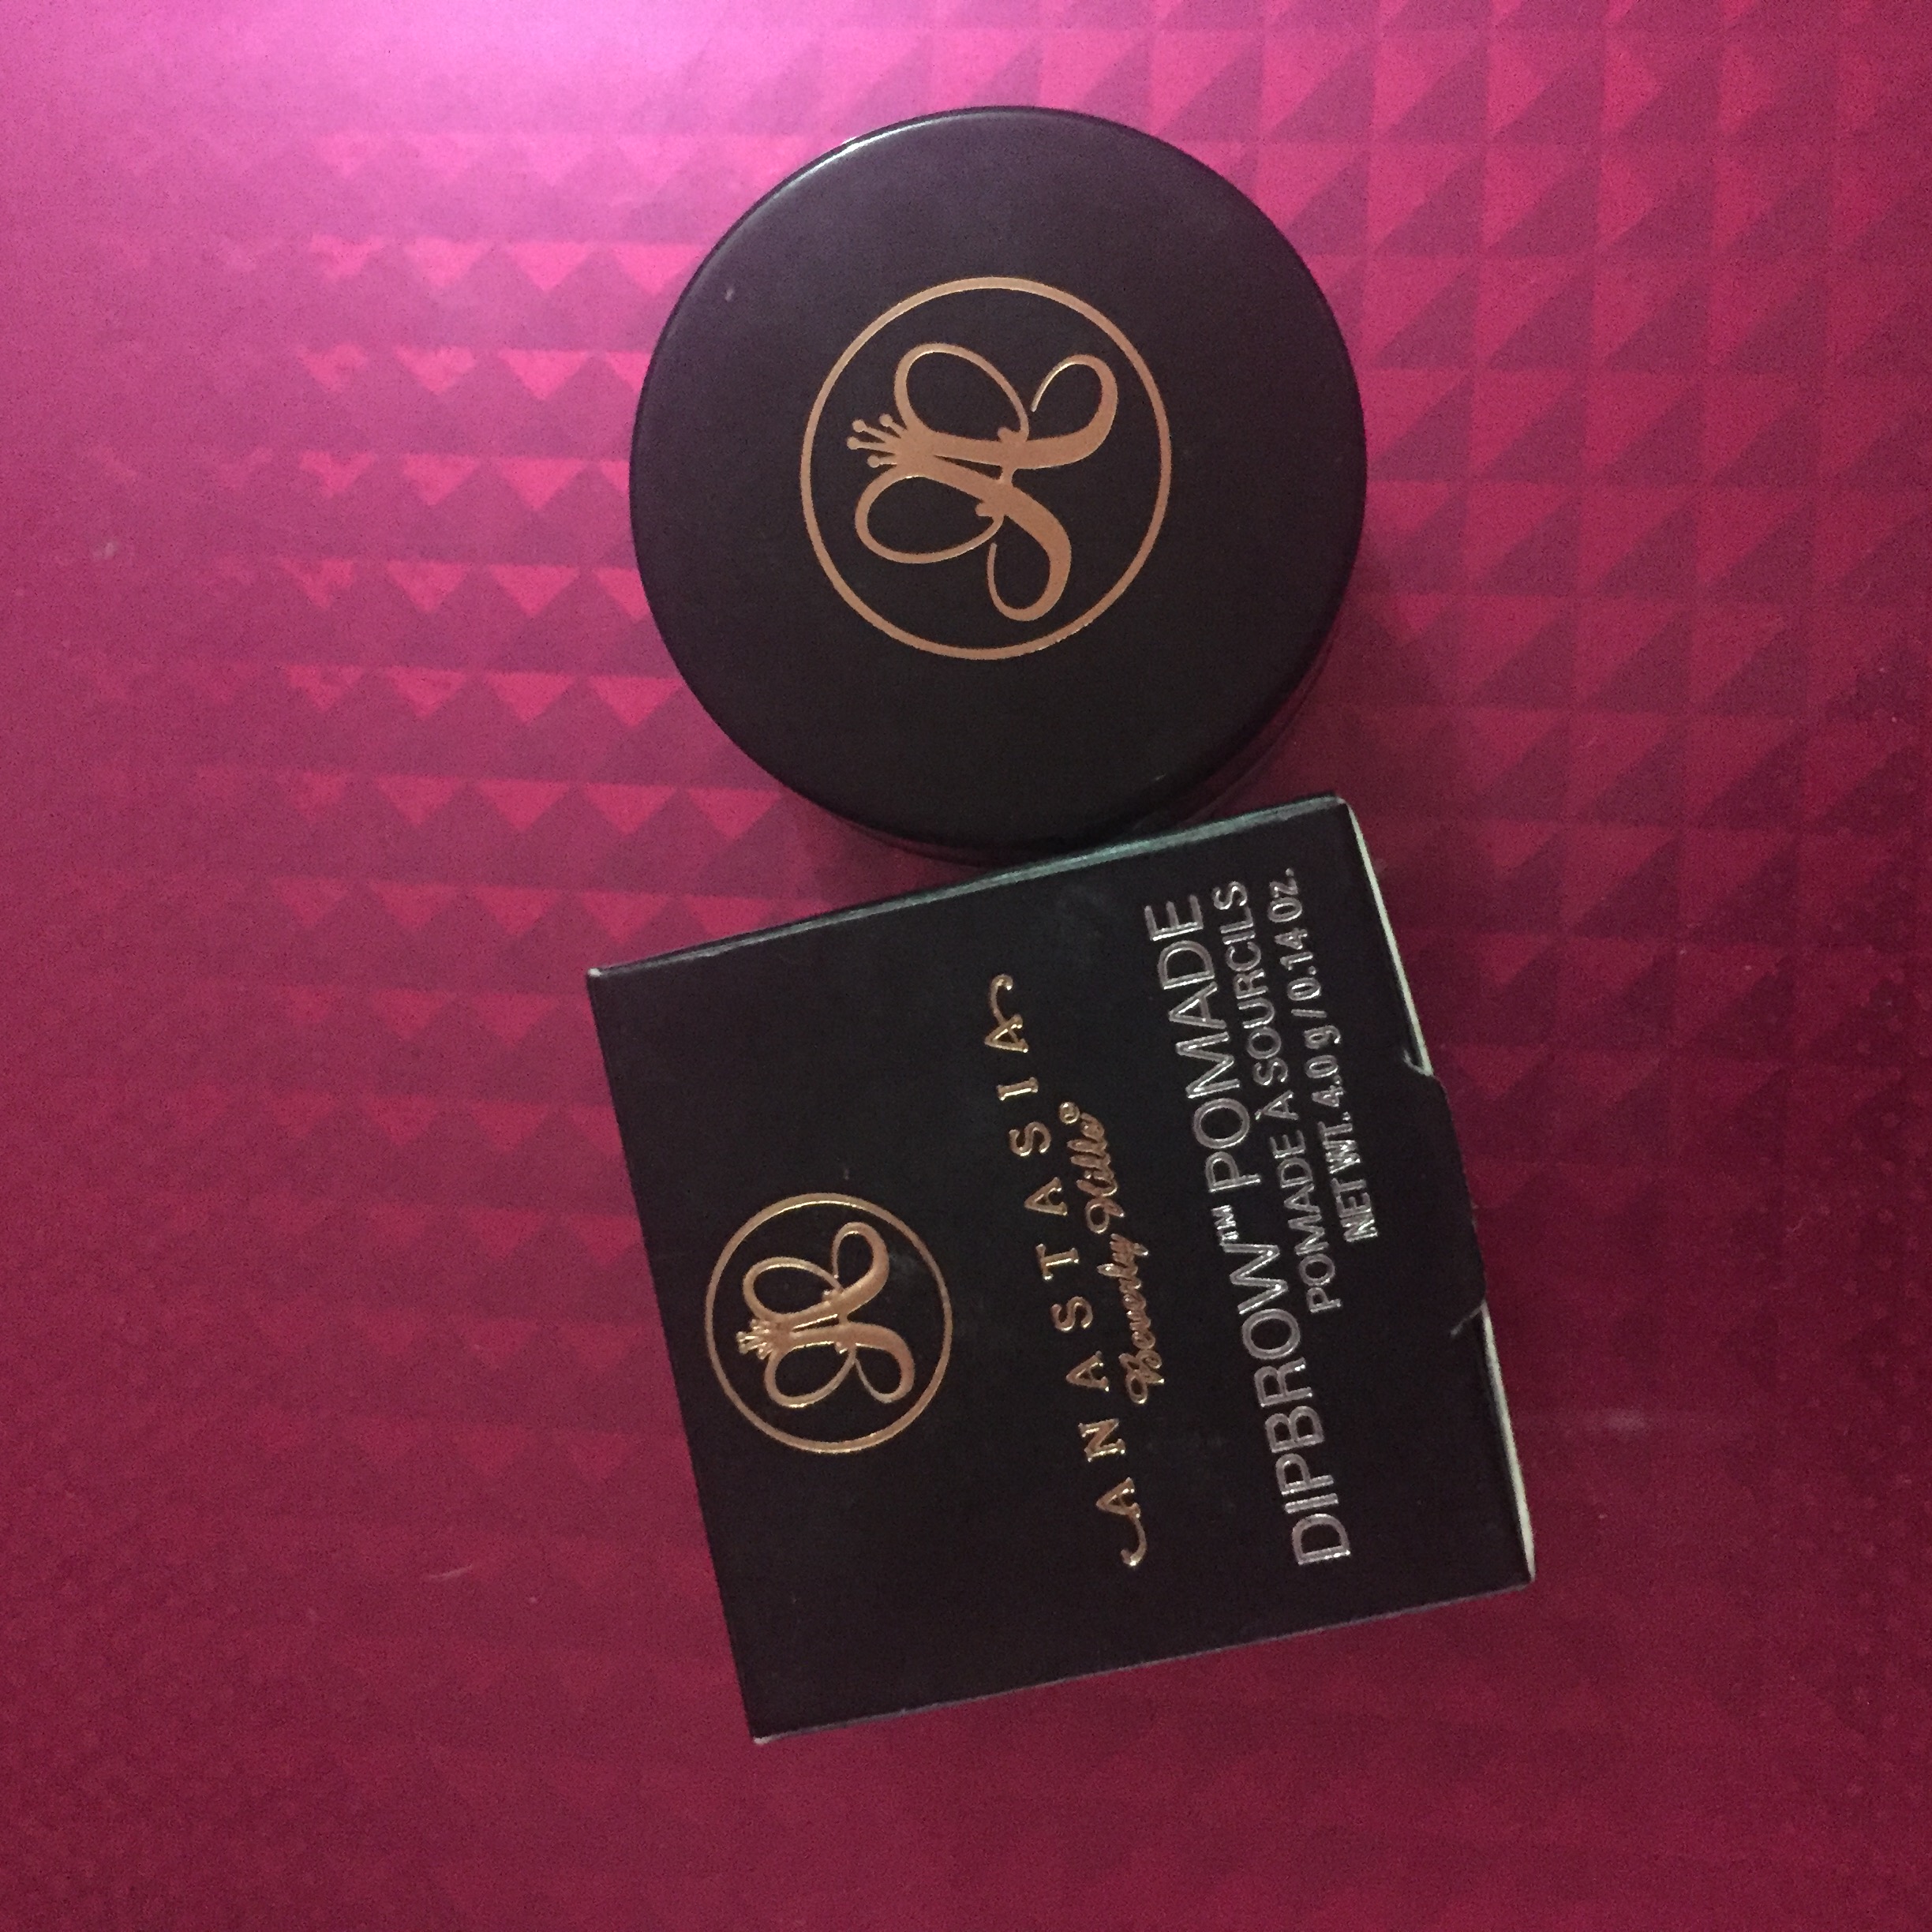 ANASTASIA
Beverly Hills®
DIPBROW™ POMADE
POMADE À SOURCILS
NET WT. 4.0 g / 0.14 Oz.